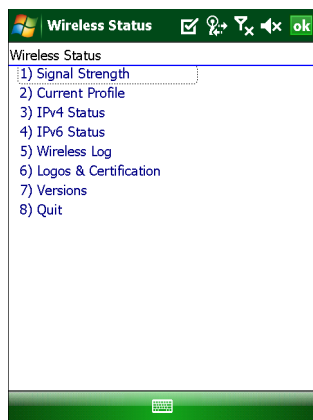 Wireless Status
ok
Wireless Status
1) Signal Strength
2) Current Profile
3) IPv4 Status
4) IPv6 Status
5) Wireless Log
6) Logos & Certification
7) Versions
8) Quit